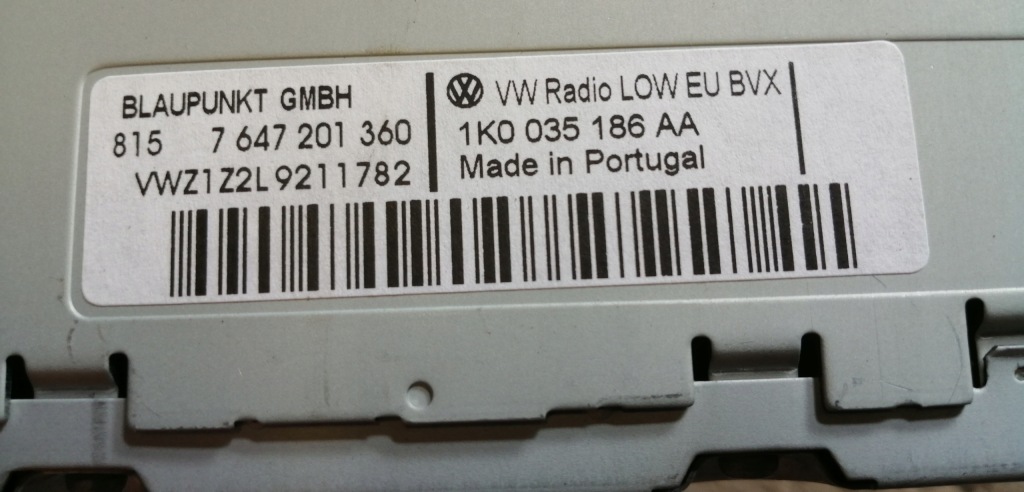 BLAUPUNKT GMBH
815 7 647 201 360
VWZ1Z2L9211782
VW Radio LOW EU BVX
1K0 035 186 AA
Made in Portugal